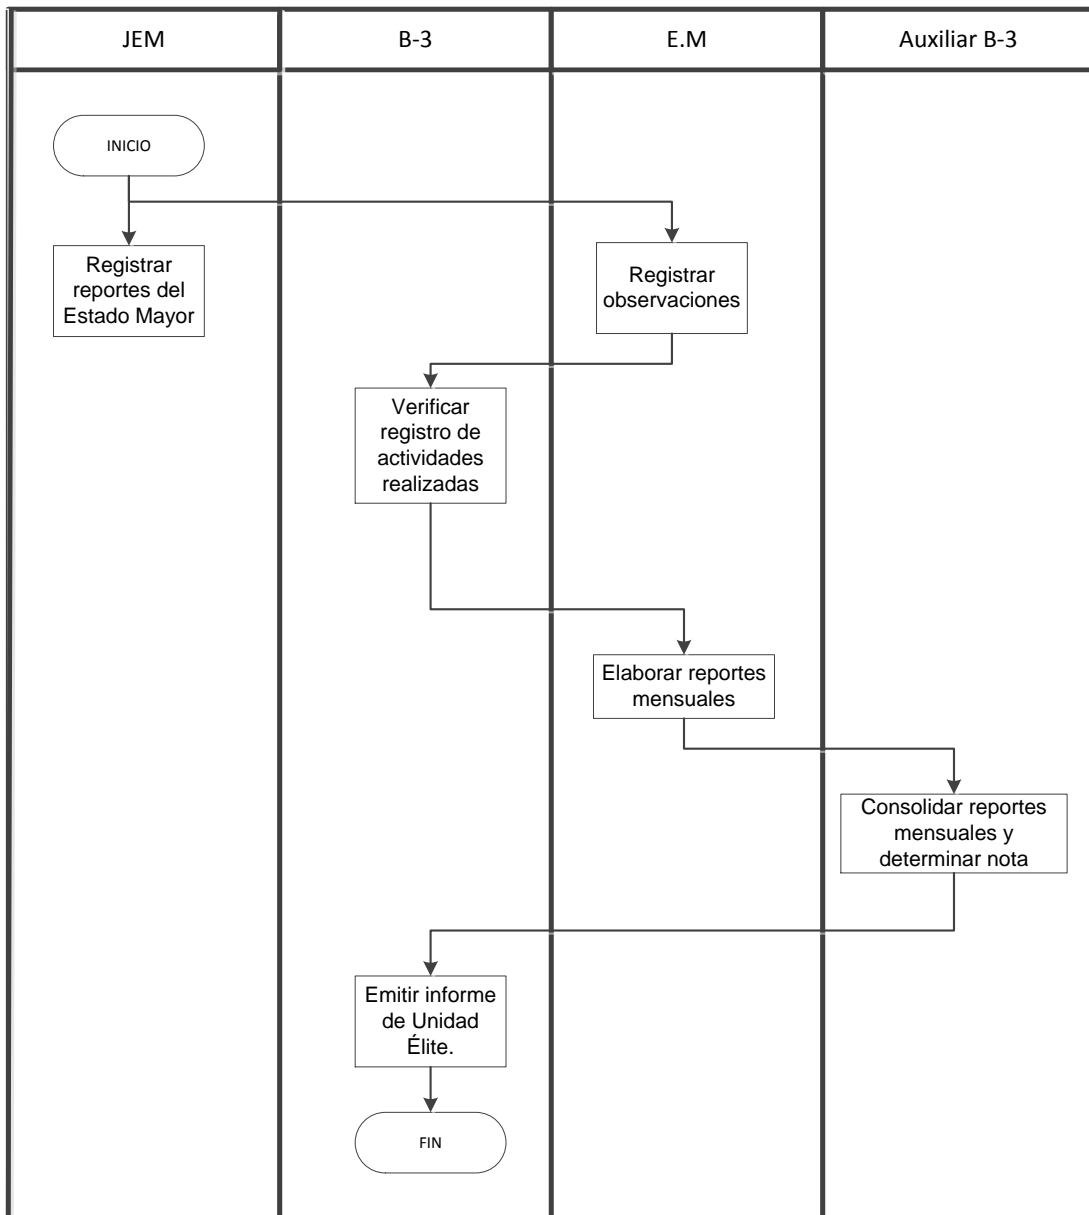 JEM
B-3
E.M
Auxiliar B-3
INICIO
Registrar
reportes del
Estado Mayor
Registrar
observaciones
Verificar
registro de
actividades
realizadas
Elaborar reportes
mensuales
Consolidar reportes
mensuales y
determinar nota
Emitir informe
de Unidad
Élite.
FIN